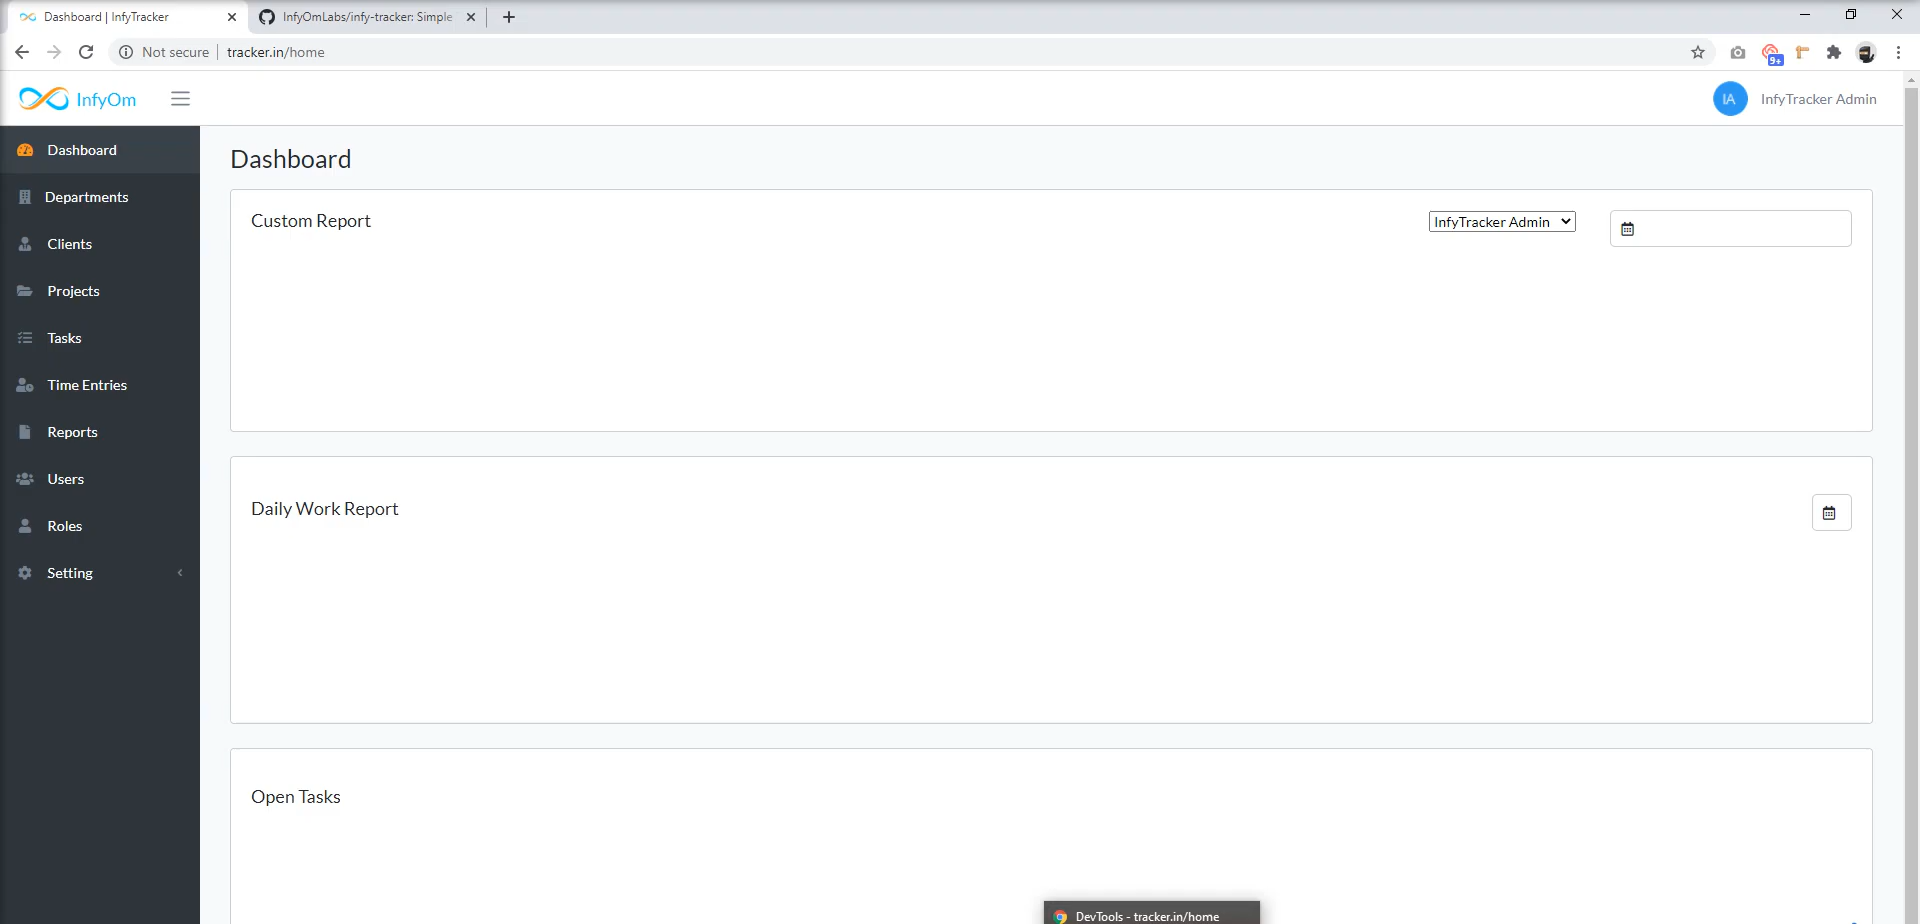 Dashboard | InfyTracker
InfyOmLabs/infy-tracker: Simple
Not secure
tracker.in/home
9+
InfyOm
IA
InfyTracker Admin
Dashboard
Departments
Clients
Projects
Tasks
Time Entries
Reports
Users
Roles
Setting
Dashboard
Custom Report
InfyTracker Admin
Daily Work Report
Open Tasks
DevTools - tracker.in/home